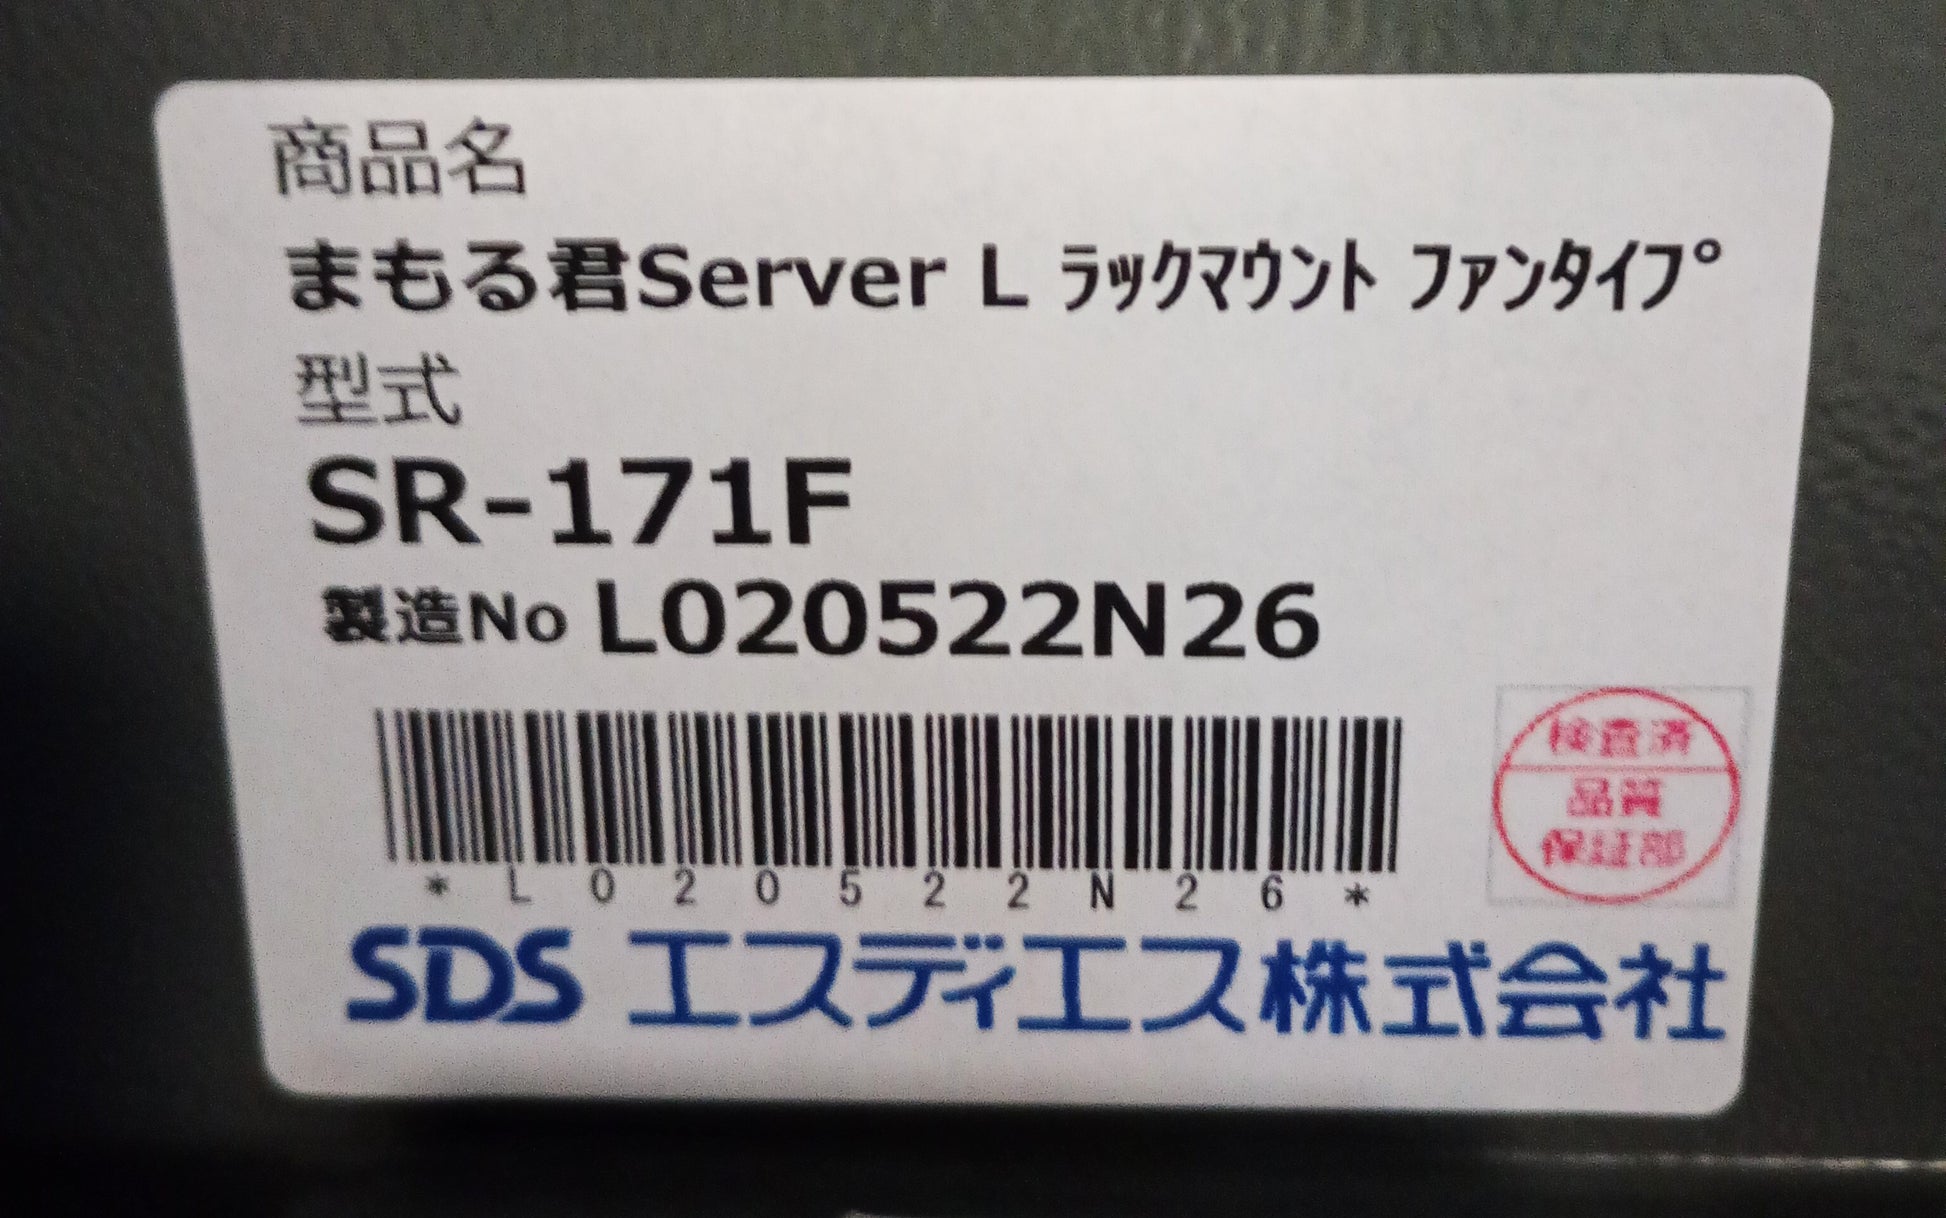 商品名
まもる君Server L ﾗｯｸﾏｳﾝﾄ ﾌｧﾝﾀｲﾌﾟ
型式
SR-171F
製造No L020522N26
*L020522N26*
検査済
品質
保証部
SDS エスディエス株式会社